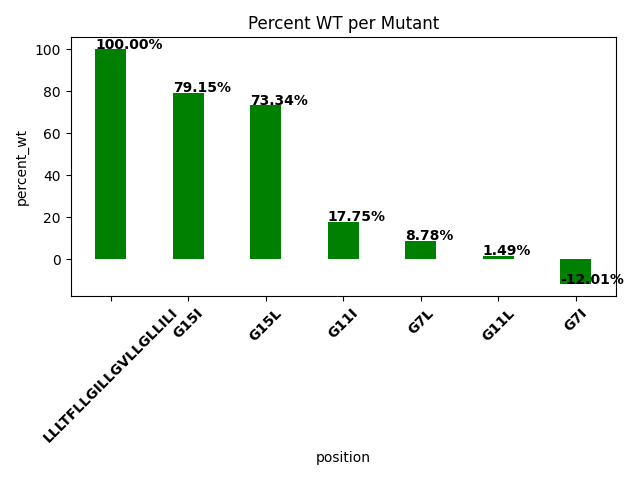 Percent WT per Mutant
percent_wt
100
80
60
40
20
0
100.00%
79.15%
73.34%
17.75%
8.78%
1.49%
-12.01%
LLLTFLLGILLGVLLGLLILI
G15I
G15L
G11I
G7L
G11L
G7I
position